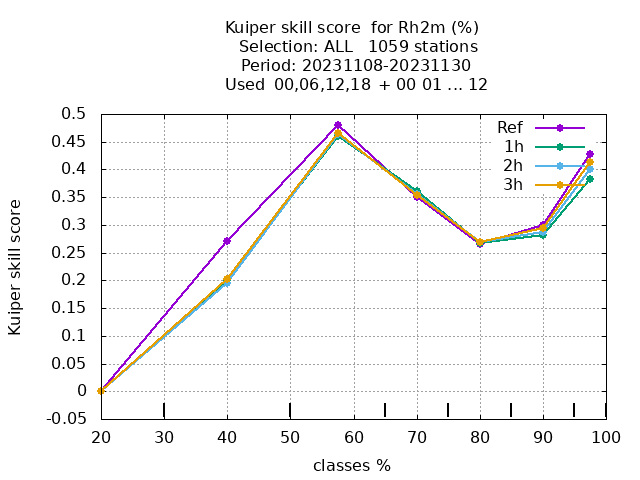 Kuiper skill score for Rh2m (%)
Selection: ALL 1059 stations
Period: 20231108-20231130
Used 00,06,12,18 + 00 01 ... 12
0.5
0.45
0.4
0.35
0.3
0.25
0.2
0.15
0.1
0.05
0
-0.05
Kuiper skill score
Ref
1h
2h
3h
20 30 40 50 60 70 80 90 100
classes %